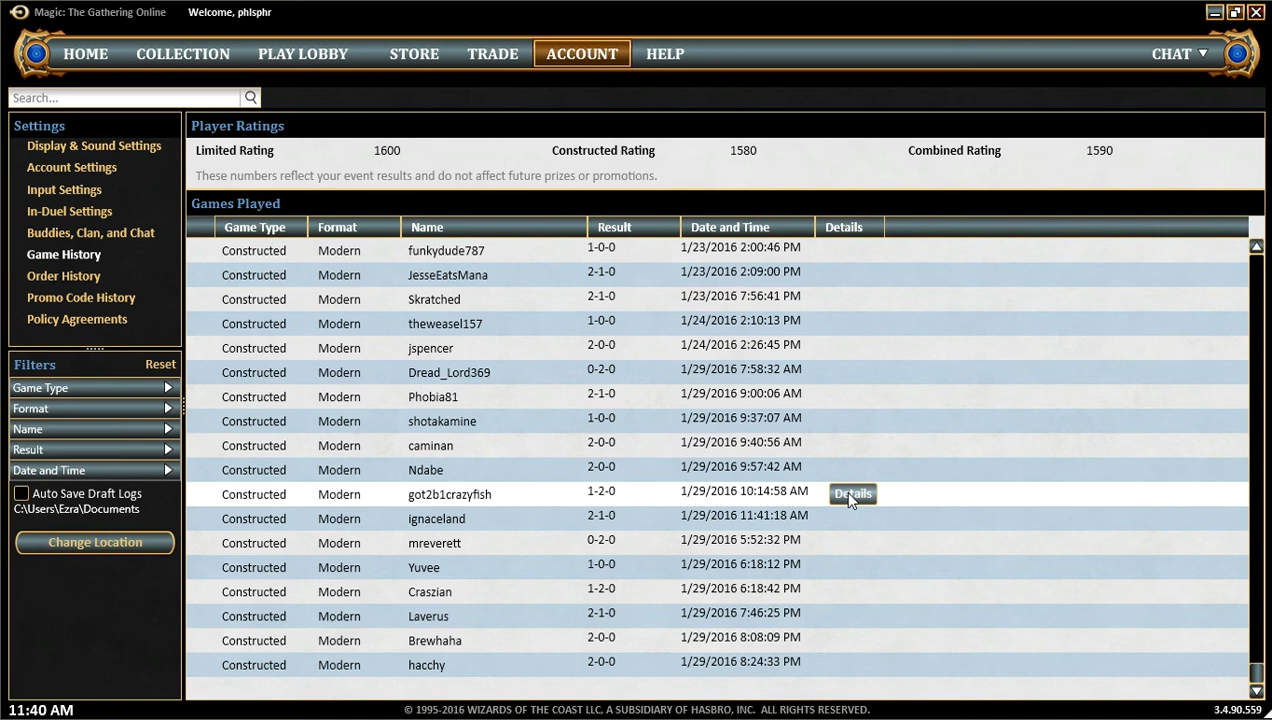 Magic: The Gathering Online Welcome, phlsphr
HOME COLLECTION PLAY LOBBY STORE TRADE ACCOUNT HELP CHAT
Search...
Settings
Display & Sound Settings
Account Settings
Input Settings
In-Duel Settings
Buddies, Clan, and Chat
Game History
Order History
Promo Code History
Policy Agreements
Filters Reset
Game Type
Format
Name
Result
Date and Time
Auto Save Draft Logs
C:\Users\Ezra\Documents
Change Location
Player Ratings
Limited Rating 1600 Constructed Rating 1580 Combined Rating 1590
These numbers reflect your event results and do not affect future prizes or promotions.
Games Played
Game Type Format Name Result Date and Time Details
Constructed Modern funkydude787 1-0-0 1/23/2016 2:00:46 PM
Constructed Modern JesseEatsMana 2-1-0 1/23/2016 2:09:00 PM
Constructed Modern Skratched 2-1-0 1/23/2016 7:56:41 PM
Constructed Modern theweasel157 1-0-0 1/24/2016 2:10:13 PM
Constructed Modern jspencer 2-0-0 1/24/2016 2:26:45 PM
Constructed Modern Dread_Lord369 0-2-0 1/29/2016 7:58:32 AM
Constructed Modern Phobia81 2-1-0 1/29/2016 9:00:06 AM
Constructed Modern shotakamine 1-0-0 1/29/2016 9:37:07 AM
Constructed Modern caminan 2-0-0 1/29/2016 9:40:56 AM
Constructed Modern Ndabe 2-0-0 1/29/2016 9:57:42 AM
Constructed Modern got2b1crazyfish 1-2-0 1/29/2016 10:14:58 AM Details
Constructed Modern ignaceland 2-1-0 1/29/2016 11:41:18 AM
Constructed Modern mreverett 0-2-0 1/29/2016 5:52:32 PM
Constructed Modern Yuvee 1-0-0 1/29/2016 6:18:12 PM
Constructed Modern Craszian 1-2-0 1/29/2016 6:18:42 PM
Constructed Modern Laverus 2-1-0 1/29/2016 7:46:25 PM
Constructed Modern Brewhaha 2-0-0 1/29/2016 8:08:09 PM
Constructed Modern hacchy 2-0-0 1/29/2016 8:24:33 PM
11:40 AM © 1995-2016 WIZARDS OF THE COAST LLC, A SUBSIDIARY OF HASBRO, INC. ALL RIGHTS RESERVED. 3.4.90.559